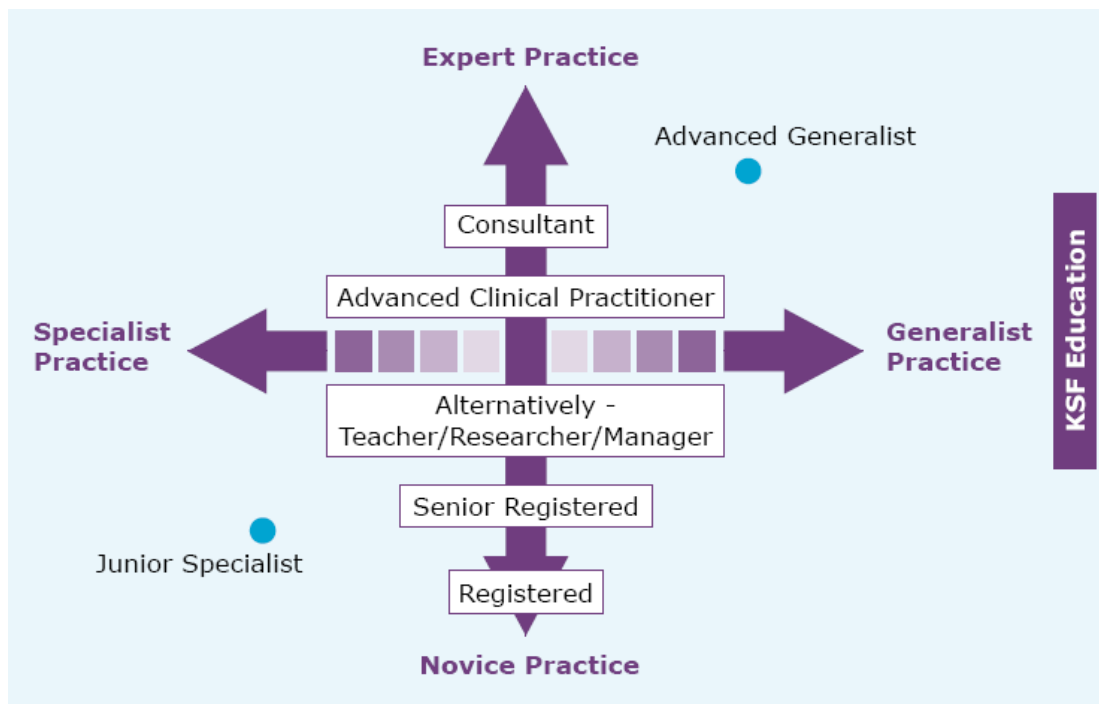 Expert Practice
Advanced Generalist
Consultant
Advanced Clinical Practitioner
Specialist
Practice
Generalist
Practice
KSF Education
Alternatively -
Teacher/Researcher/Manager
Senior Registered
Junior Specialist
Registered
Novice Practice